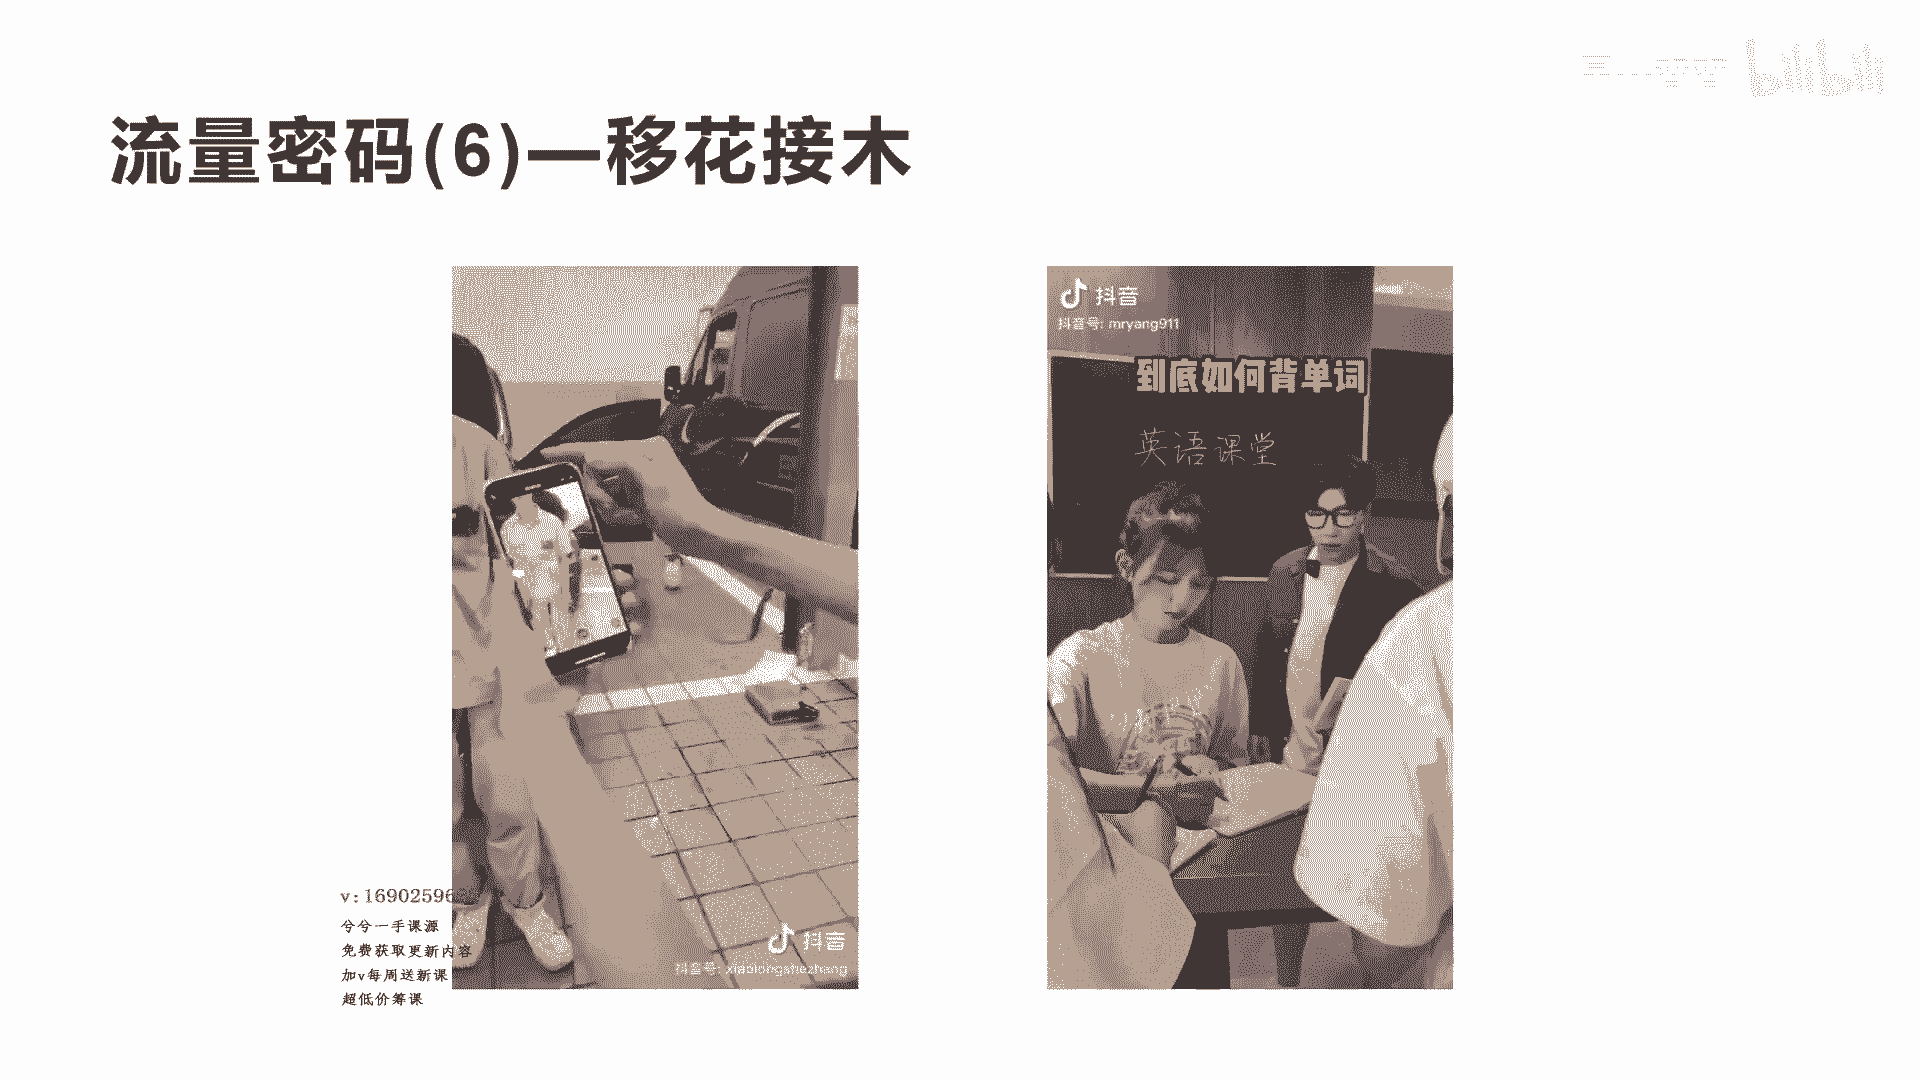 bilibili
流量密码(6)—移花接木
抖音
抖音号: mryang911
到底如何背单词
英语课堂
v:16902596
兮兮一手课源
免费获取更新内容
加v每周送新课
超低价筹课
抖音
抖音号: xiaolongshezhang